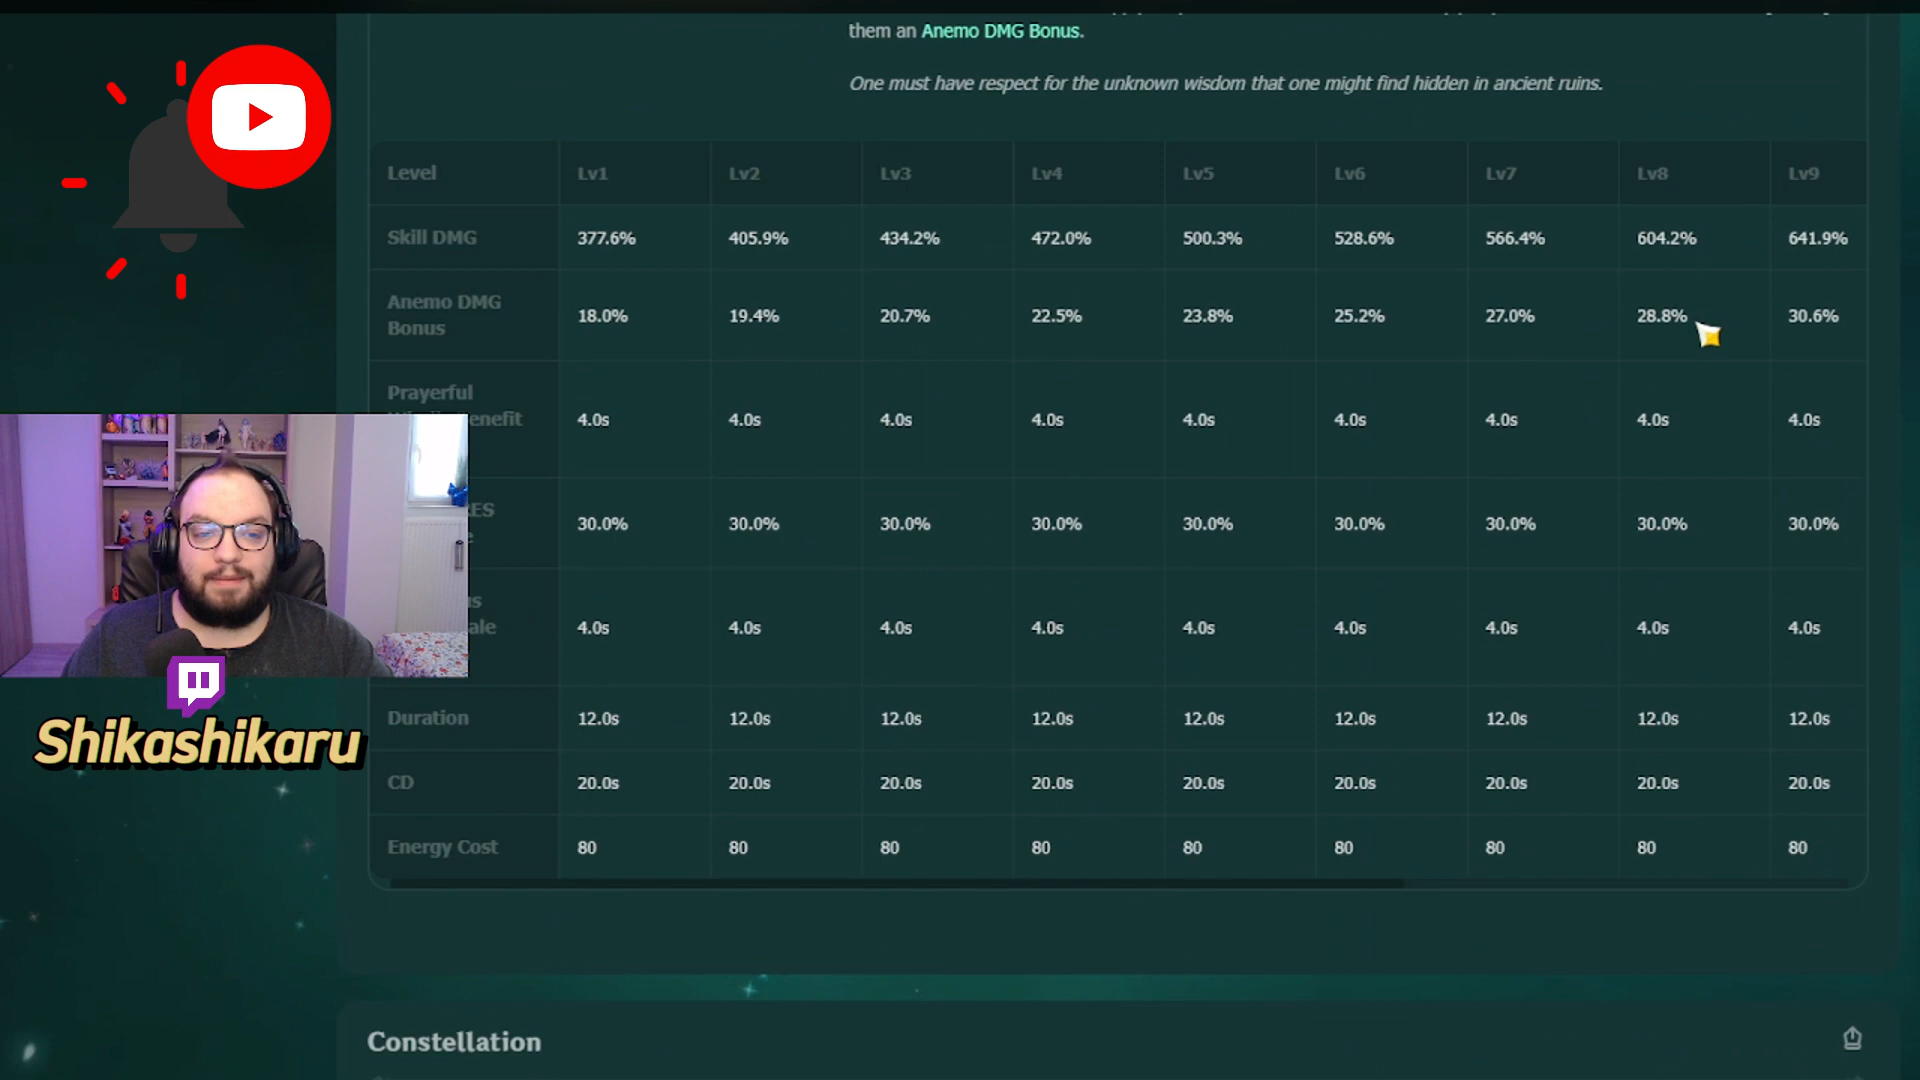 them an Anemo DMG Bonus.
One must have respect for the unknown wisdom that one might find hidden in ancient ruins.
Level Lv1 Lv2 Lv3 Lv4 Lv5 Lv6 Lv7 Lv8 Lv9
Skill DMG 377.6% 405.9% 434.2% 472.0% 500.3% 528.6% 566.4% 604.2% 641.9%
Anemo DMG
Bonus 18.0% 19.4% 20.7% 22.5% 23.8% 25.2% 27.0% 28.8% 30.6%
Prayerful
4.0s 4.0s 4.0s 4.0s 4.0s 4.0s 4.0s 4.0s 4.0s
30.0% 30.0% 30.0% 30.0% 30.0% 30.0% 30.0% 30.0% 30.0%
4.0s 4.0s 4.0s 4.0s 4.0s 4.0s 4.0s 4.0s 4.0s
Duration 12.0s 12.0s 12.0s 12.0s 12.0s 12.0s 12.0s 12.0s 12.0s
CD 20.0s 20.0s 20.0s 20.0s 20.0s 20.0s 20.0s 20.0s 20.0s
Energy Cost 80 80 80 80 80 80 80 80 80
Shikashikaru
Constellation